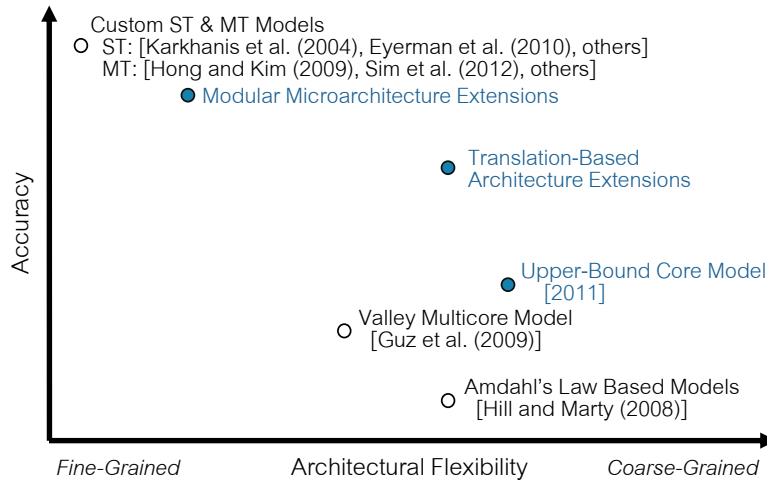 Custom ST & MT Models
ST: [Karkhanis et al. (2004), Eyerman et al. (2010), others]
MT: [Hong and Kim (2009), Sim et al. (2012), others]
Modular Microarchitecture Extensions
Translation-Based
Architecture Extensions
Upper-Bound Core Model
[2011]
Valley Multicore Model
[Guz et al. (2009)]
Amdahl's Law Based Models
[Hill and Marty (2008)]
Accuracy
Fine-Grained
Architectural Flexibility
Coarse-Grained